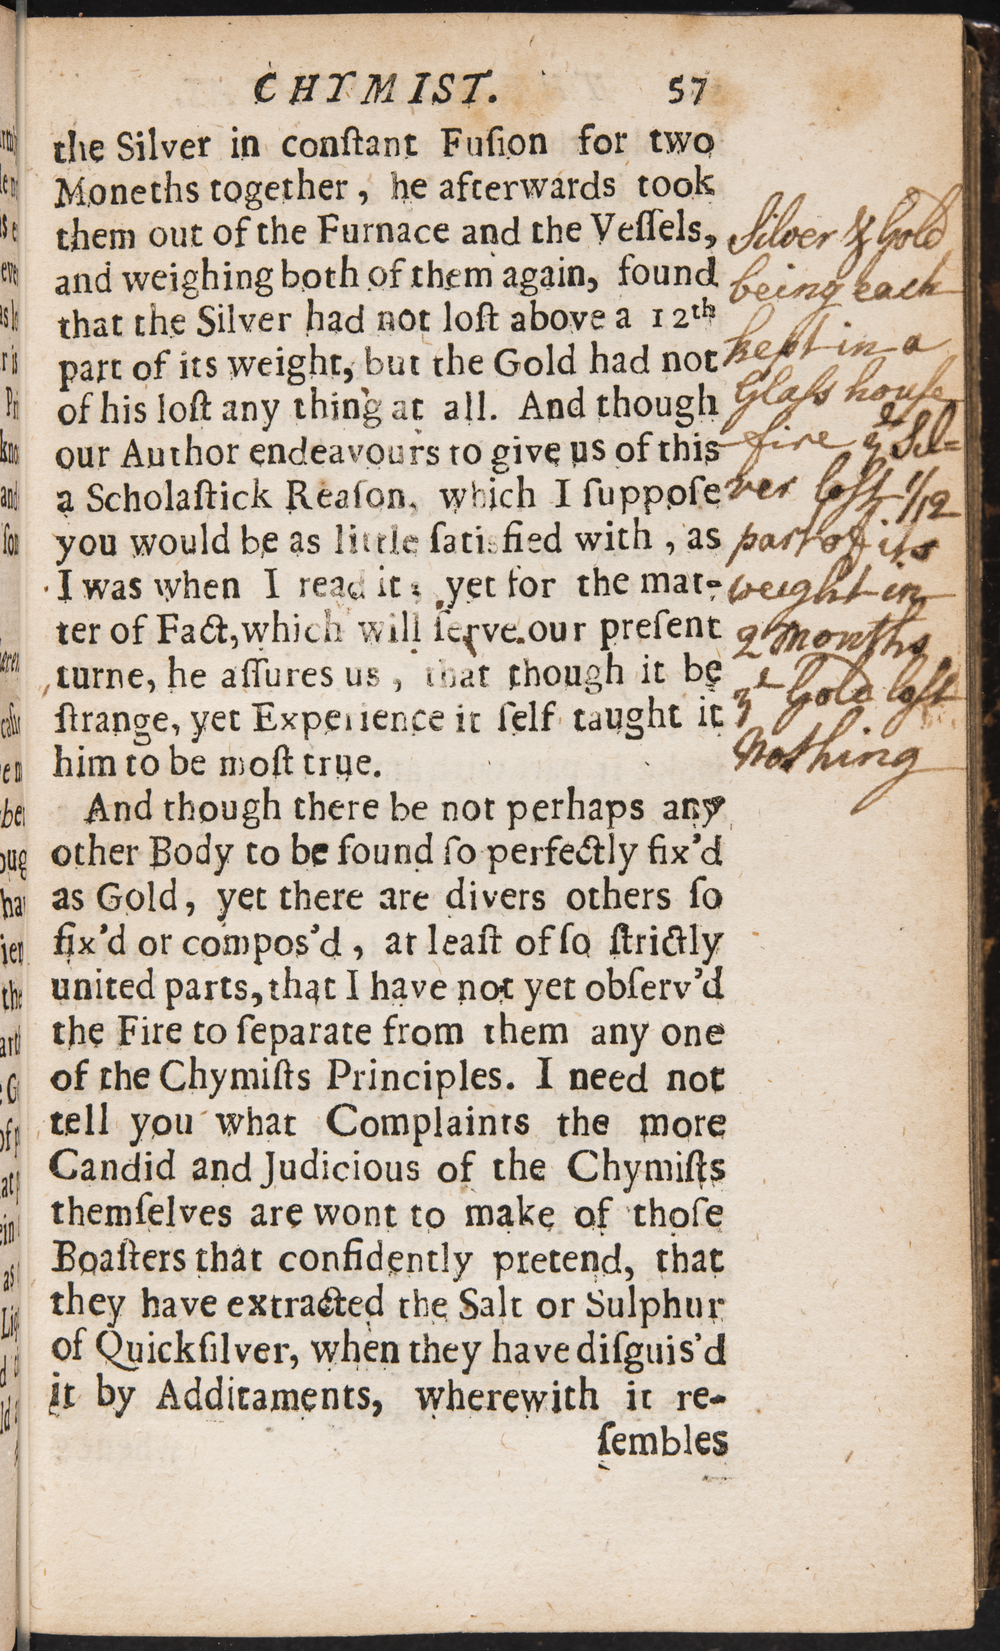 CHYMIST. 57
the Silver in conſtant Fuſion for two
Moneths together, he afterwards took
them out of the Furnace and the Veſſels,
and weighing both of them again, found
that the Silver had not loſt above a 12th
part of its weight, but the Gold had not
of his loſt any thing at all. And though
our Author endeavours to give us of this
a Scholaſtick Reaſon, which I ſuppoſe
you would be as little ſatisfied with, as
I was when I read it; yet for the mat-
ter of Fact, which will ſerve our preſent
turne, he aſſures us, that though it be
ſtrange, yet Experience it ſelf taught it
him to be moſt true.
And though there be not perhaps any
other Body to be found ſo perfectly fix'd
as Gold, yet there are divers others ſo
fix'd or compos'd, at leaſt of ſo ſtrictly
united parts, that I have not yet obſerv'd
the Fire to ſeparate from them any one
of the Chymiſts Principles. I need not
tell you what Complaints the more
Candid and Judicious of the Chymiſts
themſelves are wont to make of thoſe
Boaſters that confidently pretend, that
they have extracted the Salt or Sulphur
of Quickſilver, when they have diſguis'd
it by Additaments, wherewith it re-
ſembles
Silver & Gold
being each
kept in a
Glaſs houſe
fire ye Sil=
ver loſt 1/12
part of its
weight in
2 Months
Gold loſt
Nothing